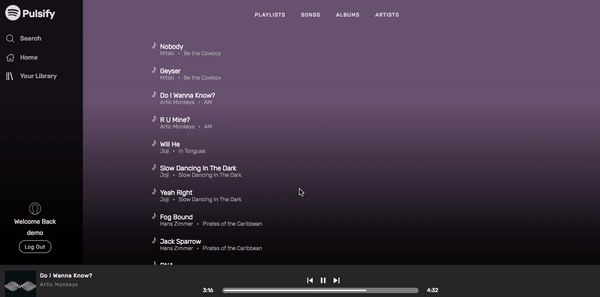 Pulsify
PLAYLISTS SONGS ALBUMS ARTISTS
Search
Home
Your Library
Nobody
Mitski • Be the Cowboy
Geyser
Mitski • Be the Cowboy
Do I Wanna Know?
Artic Monkeys • AM
R U Mine?
Artic Monkeys • AM
Will He
Joji • In Tongues
Slow Dancing In The Dark
Joji • Slow Dancing In The Dark
Yeah Right
Joji • Slow Dancing In The Dark
Fog Bound
Hans Zimmer • Pirates of the Caribbean
Jack Sparrow
Hans Zimmer • Pirates of the Caribbean
Welcome Back
demo
Log Out
Do I Wanna Know?
Artic Monkeys
3:16 4:32